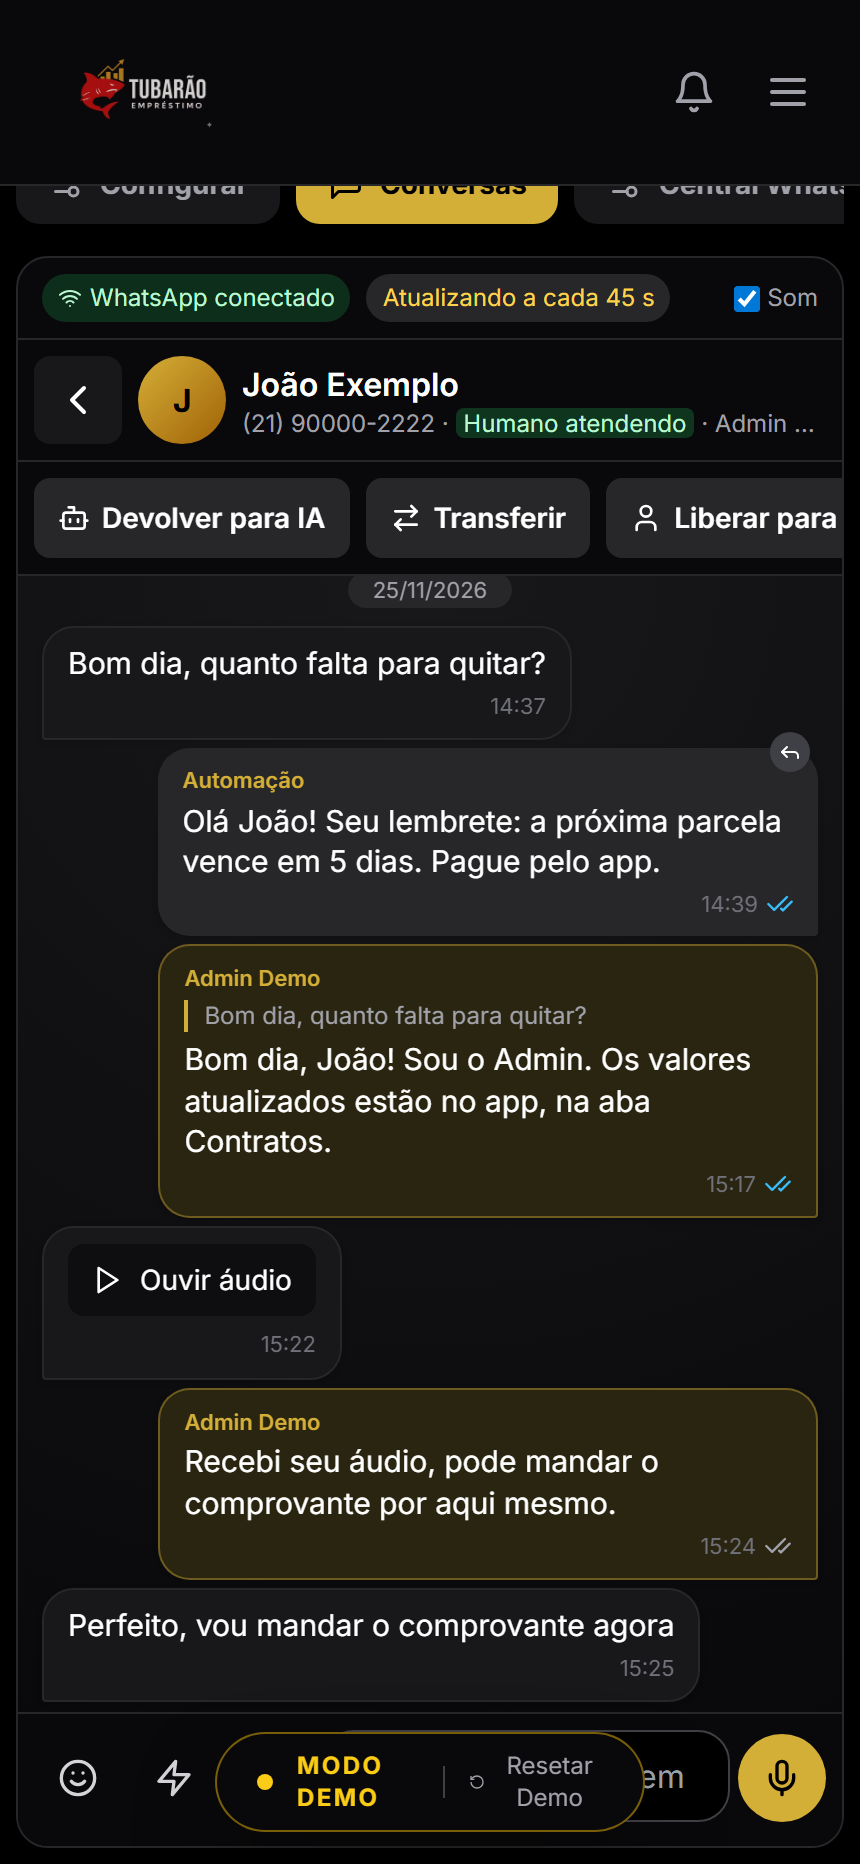 TUBARÃO
EMPRÉSTIMO
Configurar
Conversas
Central Whats
WhatsApp conectado
Atualizando a cada 45 s
Som
J
João Exemplo
(21) 90000-2222 · Humano atendendo · Admin ...
Devolver para IA
Transferir
Liberar para
25/11/2026
Bom dia, quanto falta para quitar?
14:37
Automação
Olá João! Seu lembrete: a próxima parcela
vence em 5 dias. Pague pelo app.
14:39
Admin Demo
Bom dia, quanto falta para quitar?
Bom dia, João! Sou o Admin. Os valores
atualizados estão no app, na aba
Contratos.
15:17
Ouvir áudio
15:22
Admin Demo
Recebi seu áudio, pode mandar o
comprovante por aqui mesmo.
15:24
Perfeito, vou mandar o comprovante agora
15:25
MODO
DEMO
Resetar
Demo
em